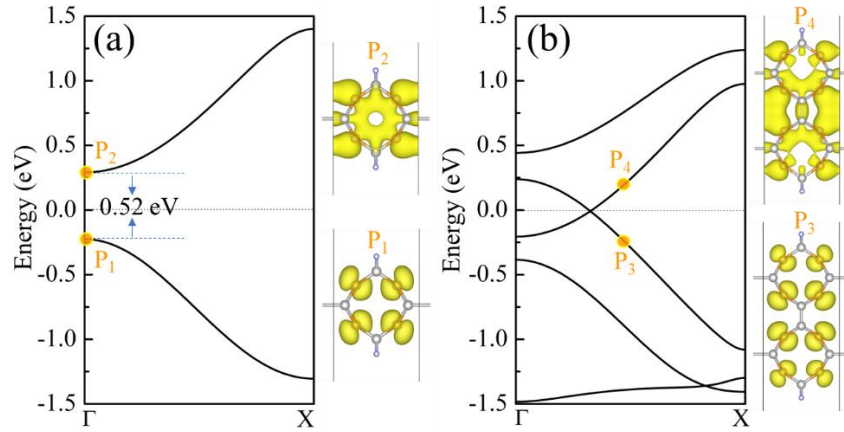 (a)
Energy (eV)
1.5
1.0
0.5
0.0
-0.5
-1.0
-1.5
Γ
X
P2
0.52 eV
P1
P2
P1
(b)
Energy (eV)
1.5
1.0
0.5
0.0
-0.5
-1.0
-1.5
Γ
X
P4
P3
P4
P3